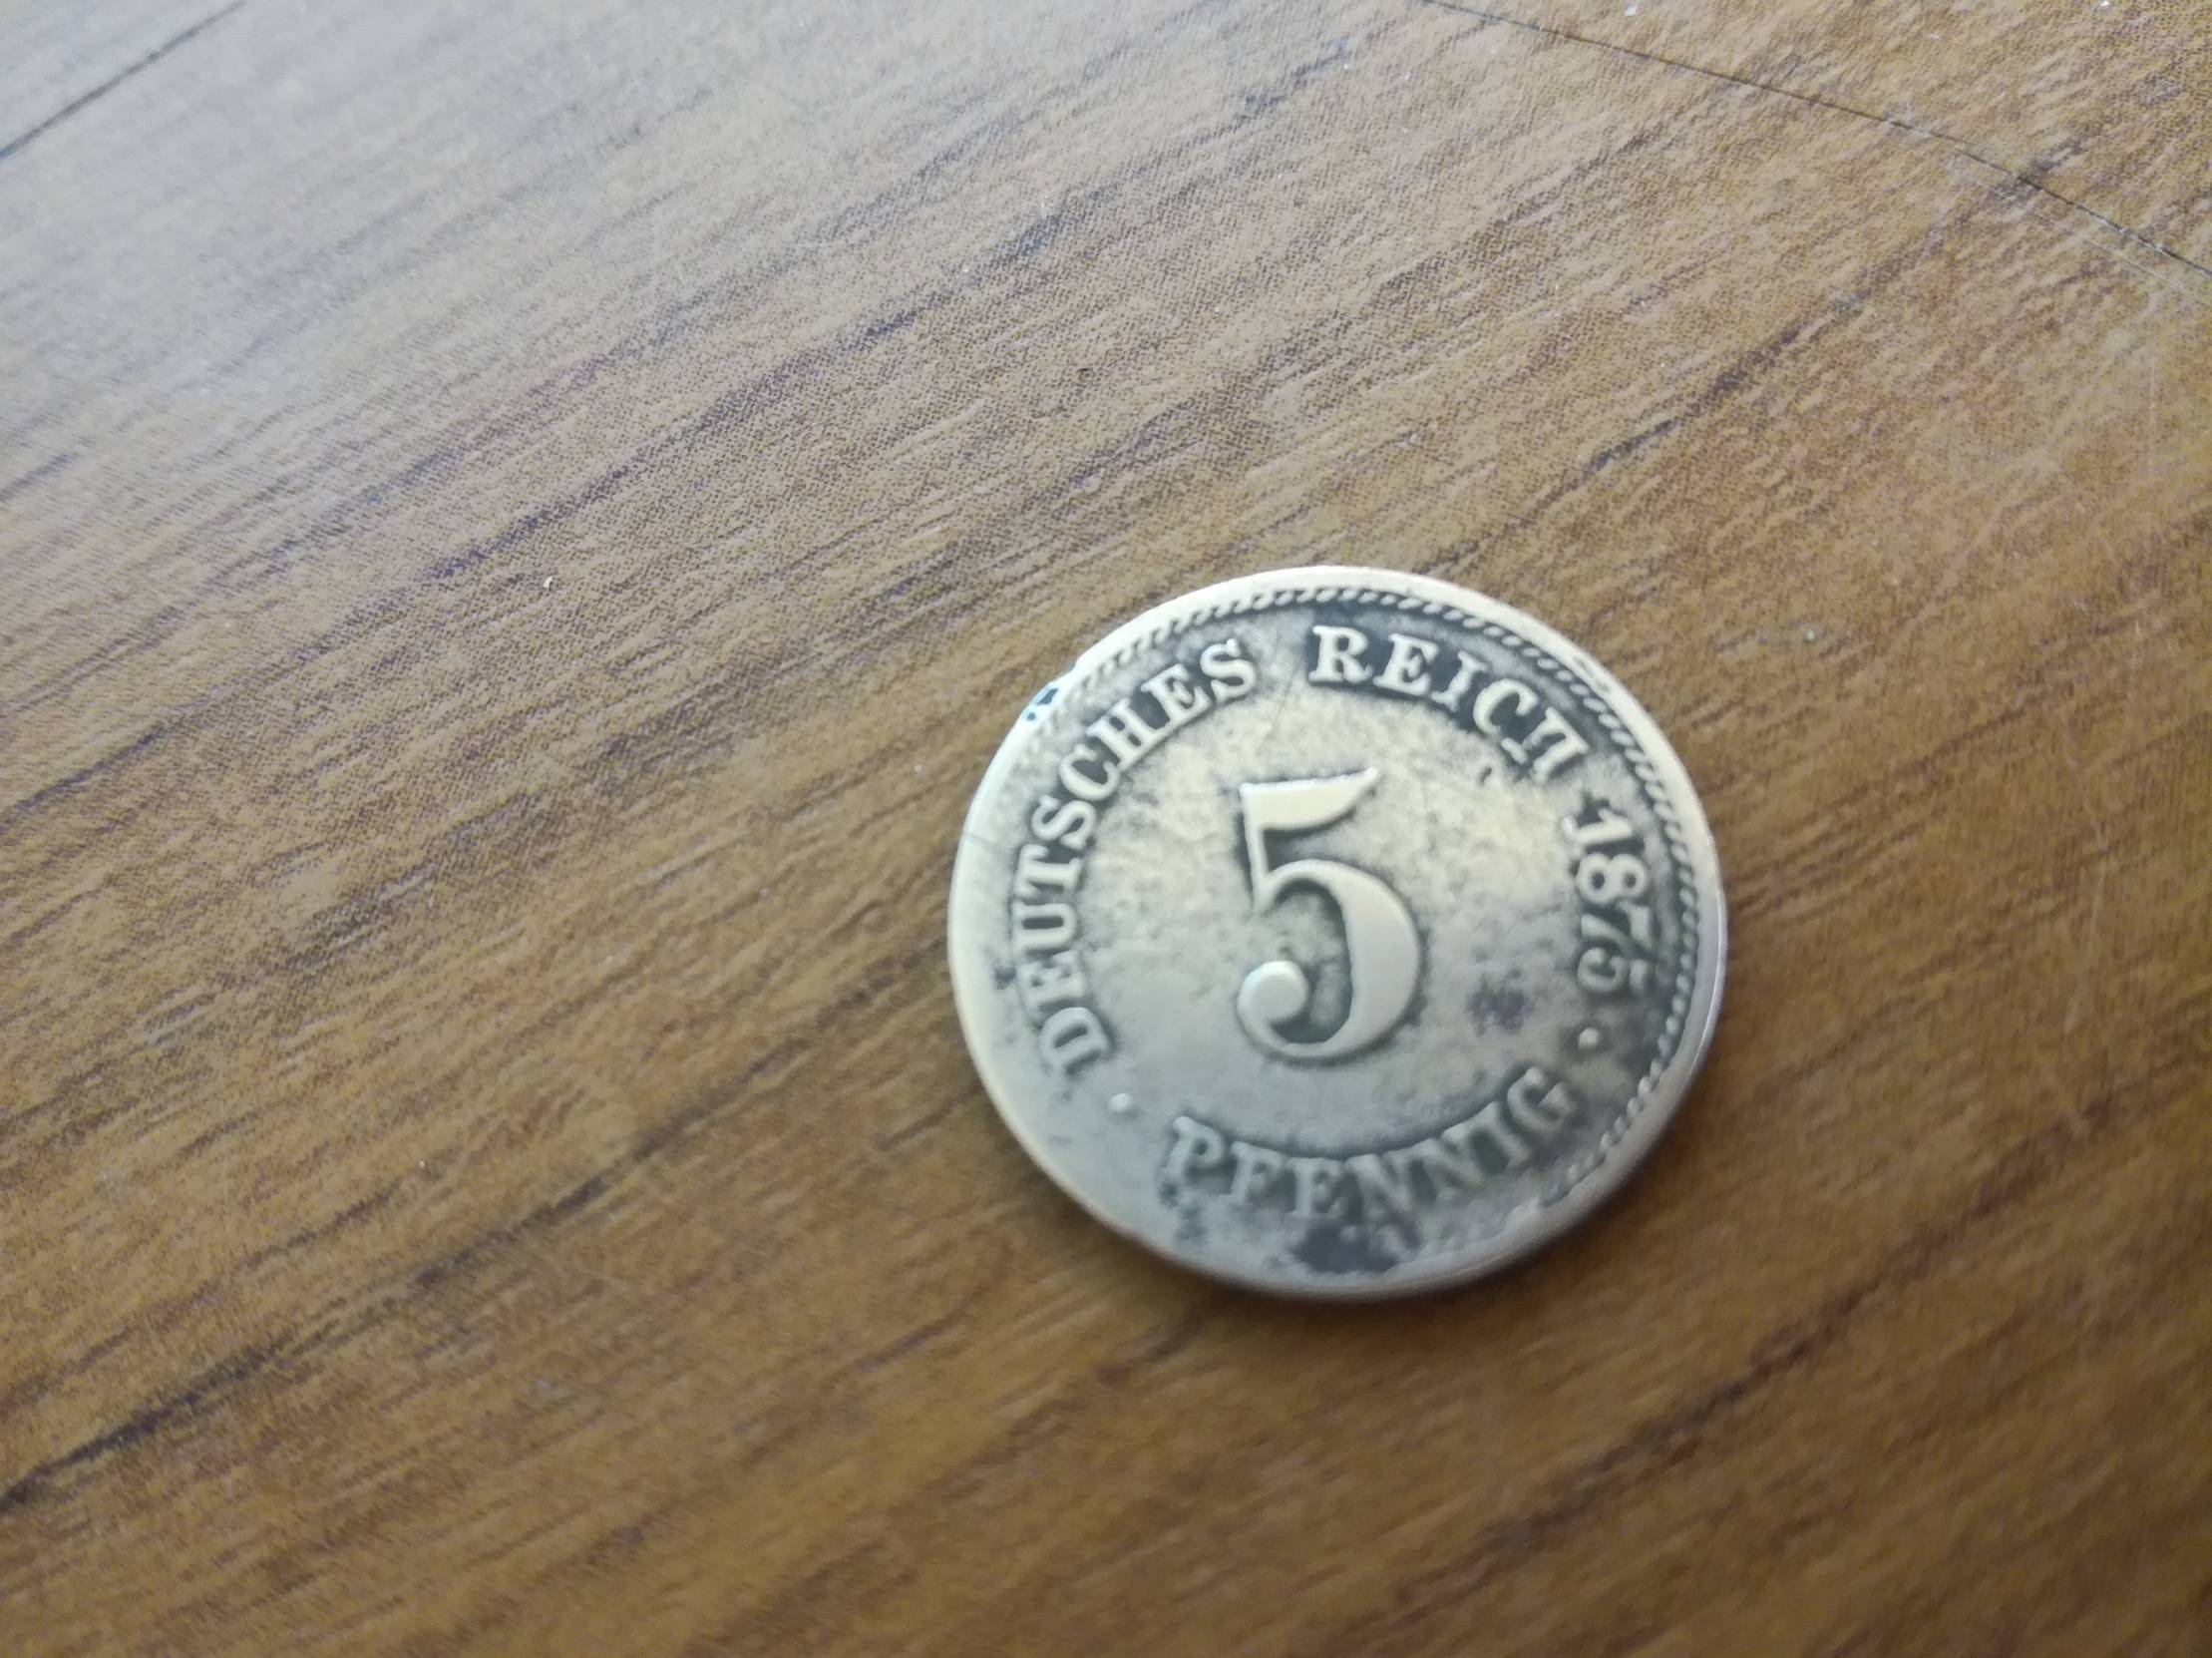 DEUTSCHES REICH 1875
5
PFENNIG